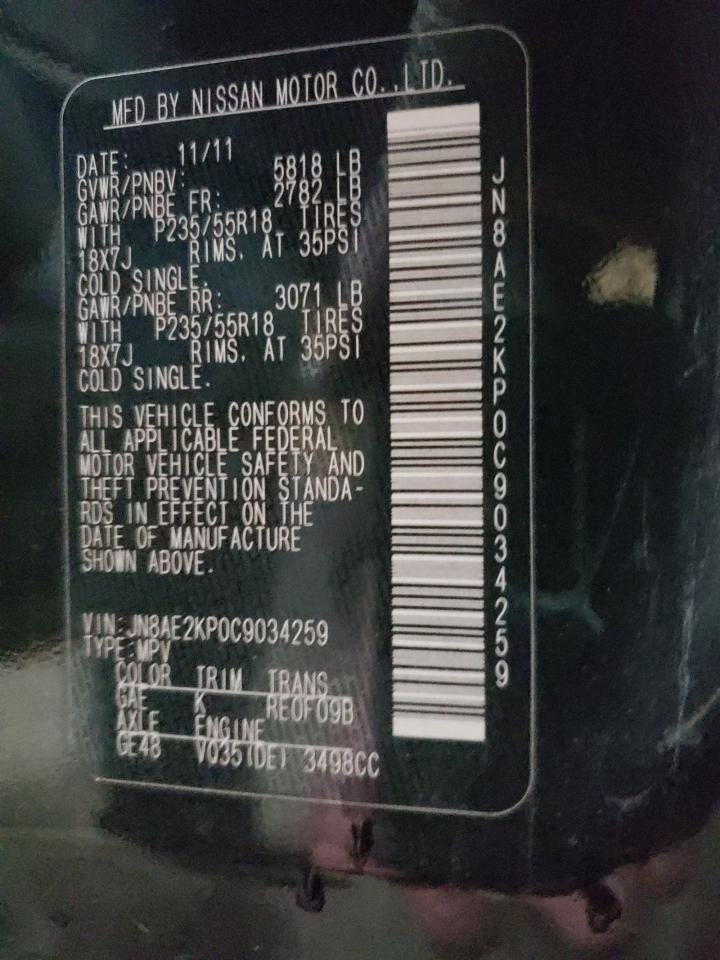 MFD BY NISSAN MOTOR CO.,LTD.
DATE: 11/11
GVWR/PNBV: 5818 LB
GAWR/PNBE FR: 2782 LB
WITH P235/55R18 TIRES
18X7J RIMS. AT 35PSI
COLD SINGLE.
GAWR/PNBE RR: 3071 LB
WITH P235/55R18 TIRES
18X7J RIMS. AT 35PSI
COLD SINGLE.
THIS VEHICLE CONFORMS TO
ALL APPLICABLE FEDERAL
MOTOR VEHICLE SAFETY AND
THEFT PREVENTION STANDA-
RDS IN EFFECT ON THE
DATE OF MANUFACTURE
SHOWN ABOVE.
VIN:JN8AE2KP0C9034259
TYPE:MPV
COLOR TRIM TRANS
GAE K RE0F09B
AXLE ENGINE
GE48 VQ35(DE) 3498CC
JN8AE2KP0C9034259